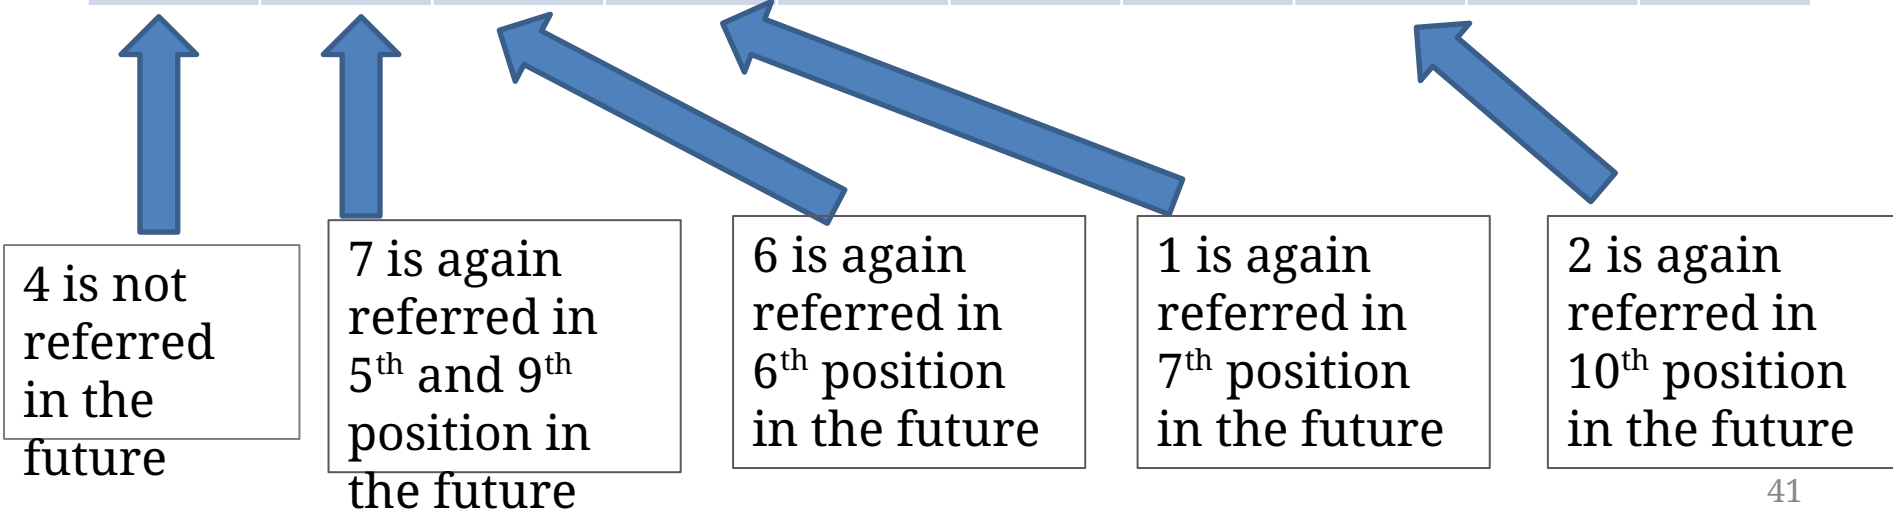 4 is not
referred
in the
future
7 is again
referred in
5th and 9th
position in
the future
6 is again
referred in
6th position
in the future
1 is again
referred in
7th position
in the future
2 is again
referred in
10th position
in the future
41